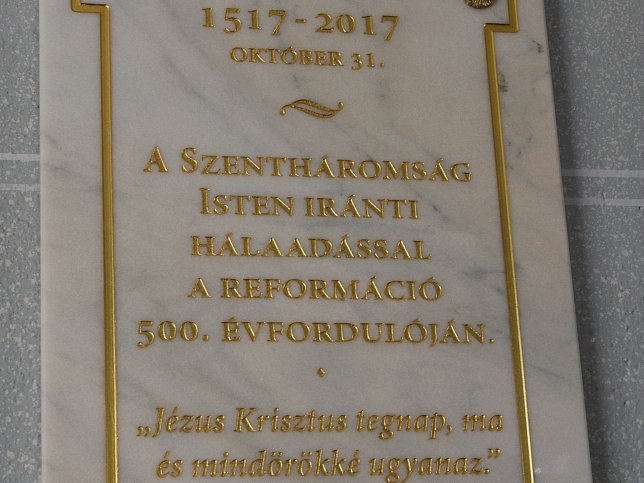 1517-2017
OKTÓBER 31.
A SZENTHÁROMSÁG
ISTEN IRÁNTI
HÁLAADÁSSAL
A REFORMÁCIÓ
500. ÉVFORDULÓJÁN.
„Jézus Krisztus tegnap, ma
és mindörökké ugyanaz.”